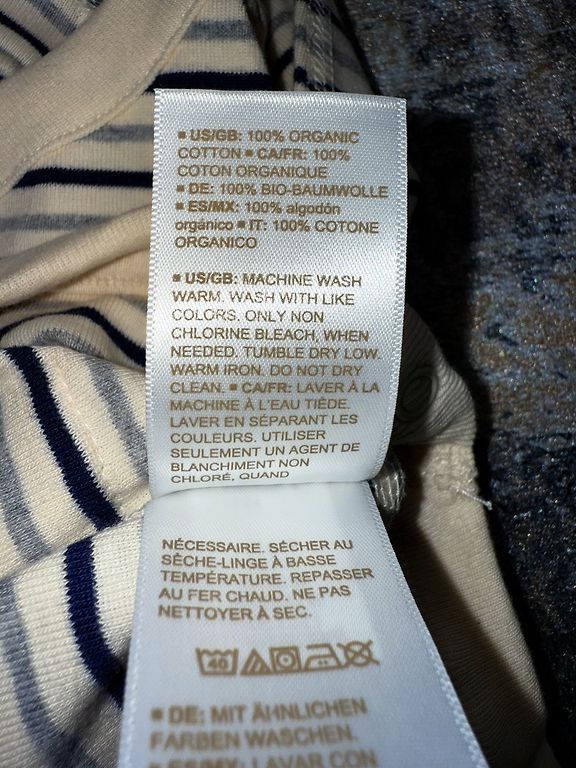 ▪ US/GB: 100% ORGANIC
COTTON ▪ CA/FR: 100%
COTON ORGANIQUE
▪ DE: 100% BIO-BAUMWOLLE
▪ ES/MX: 100% algodón
orgánico ▪ IT: 100% COTONE
ORGANICO
▪ US/GB: MACHINE WASH
WARM. WASH WITH LIKE
COLORS. ONLY NON
CHLORINE BLEACH, WHEN
NEEDED. TUMBLE DRY LOW.
WARM IRON. DO NOT DRY
CLEAN. ▪ CA/FR: LAVER À LA
MACHINE À L'EAU TIÈDE.
LAVER EN SÉPARANT LES
COULEURS. UTILISER
SEULEMENT UN AGENT DE
BLANCHIMENT NON
CHLORÉ, QUAND
NÉCESSAIRE. SÉCHER AU
SÈCHE-LINGE À BASSE
TEMPÉRATURE. REPASSER
AU FER CHAUD. NE PAS
NETTOYER À SEC.
40
▪ DE: MIT ÄHNLICHEN
FARBEN WASCHEN.
▪ ES/MX: LAVAR CON